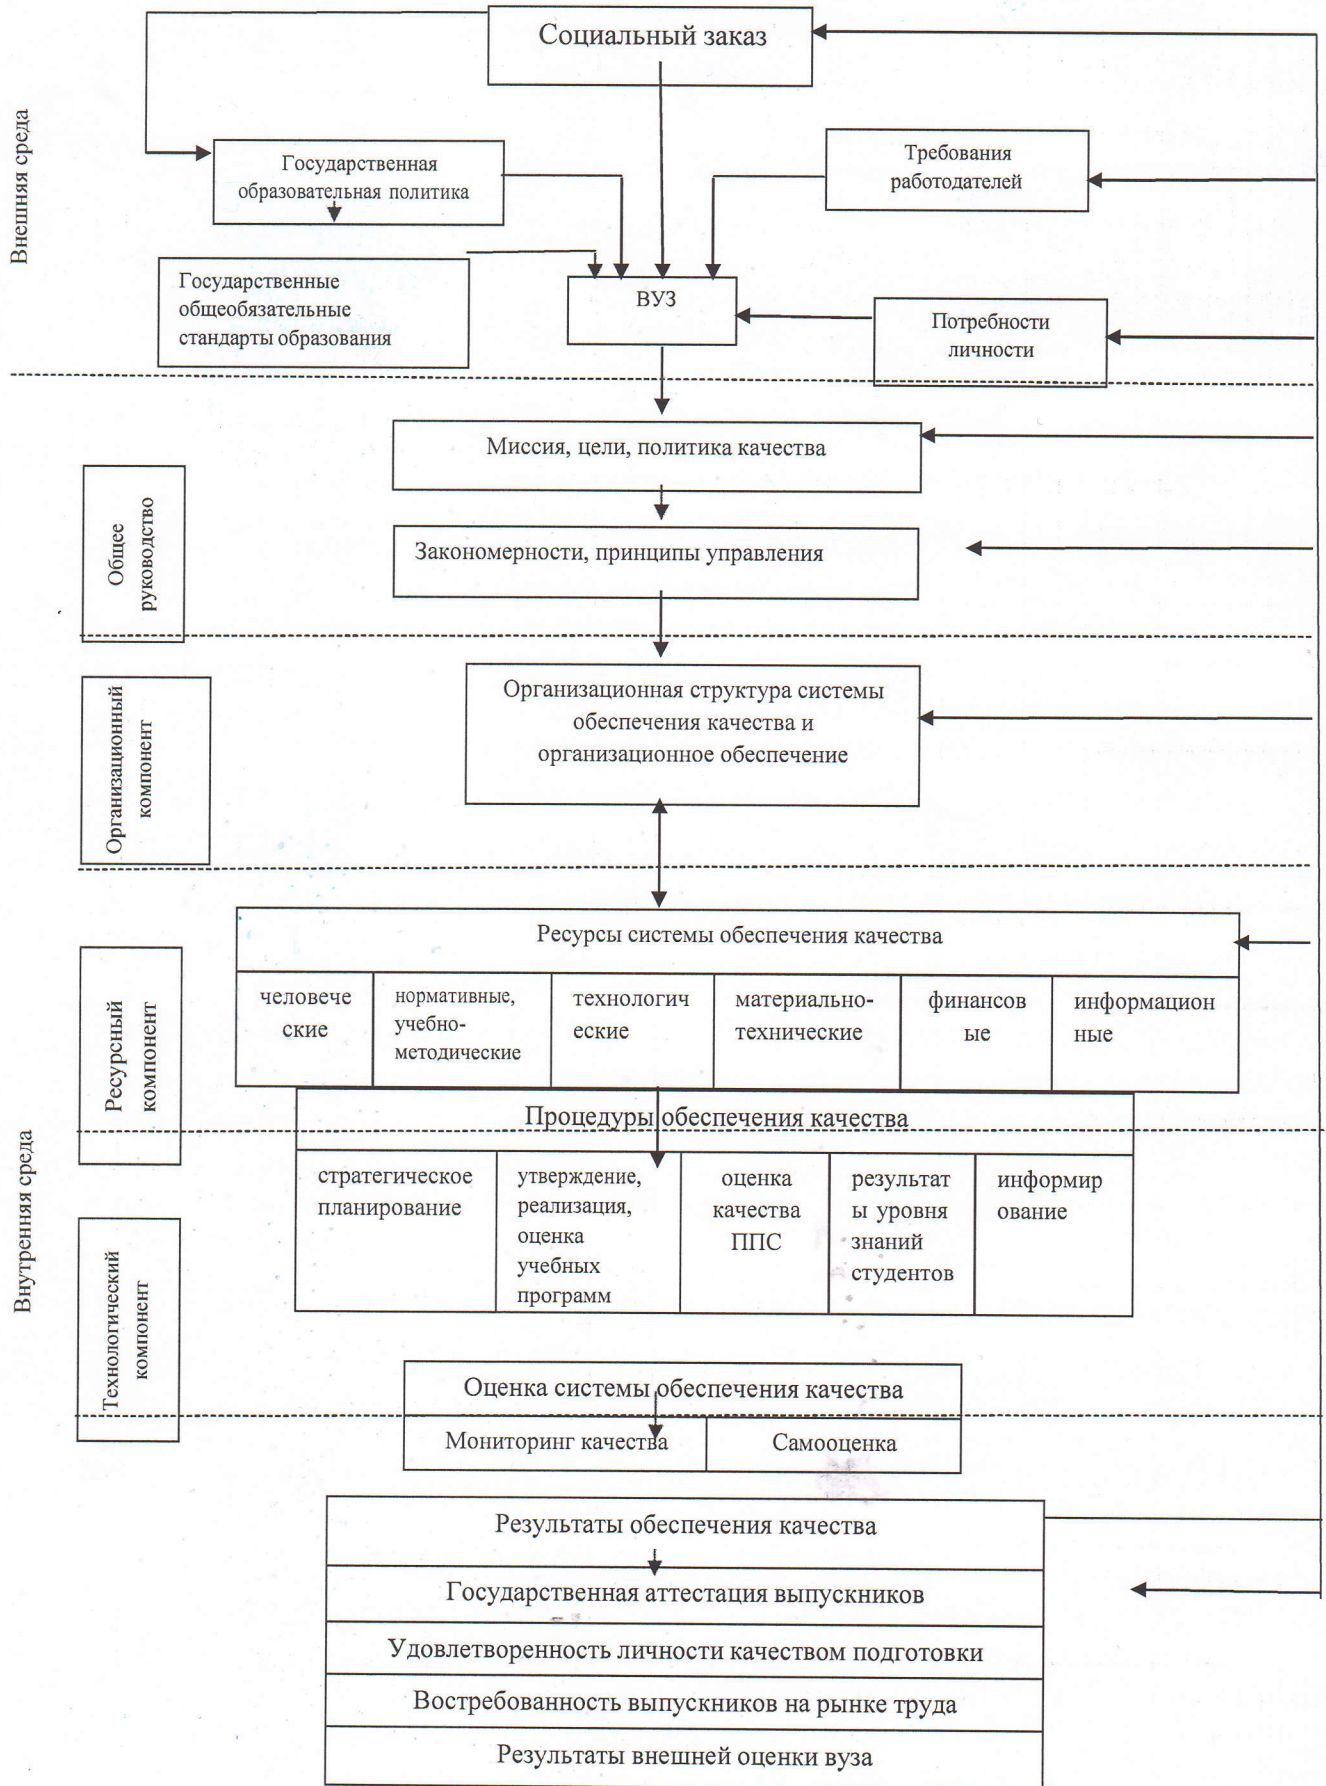 Социальный заказ
Внешняя среда
Государственная
образовательная политика
Требования
работодателей
Государственные
общеобязательные
стандарты образования
ВУЗ
Потребности
личности
Миссия, цели, политика качества
Общее
руководство
Закономерности, принципы управления
Организационный
компонент
Организационная структура системы
обеспечения качества и
организационное обеспечение
Внутренняя среда
Ресурсный
компонент
Ресурсы системы обеспечения качества
человече
ские
нормативные,
учебно-
методические
технологич
еские
материально-
технические
финансов
ые
информацион
ные
Процедуры обеспечения качества
стратегическое
планирование
утверждение,
реализация,
оценка
учебных
программ
оценка
качества
ППС
результат
ы уровня
знаний
студентов
информир
ование
Технологический
компонент
Оценка системы обеспечения качества
Мониторинг качества
Самооценка
Результаты обеспечения качества
Государственная аттестация выпускников
Удовлетворенность личности качеством подготовки
Востребованность выпускников на рынке труда
Результаты внешней оценки вуза